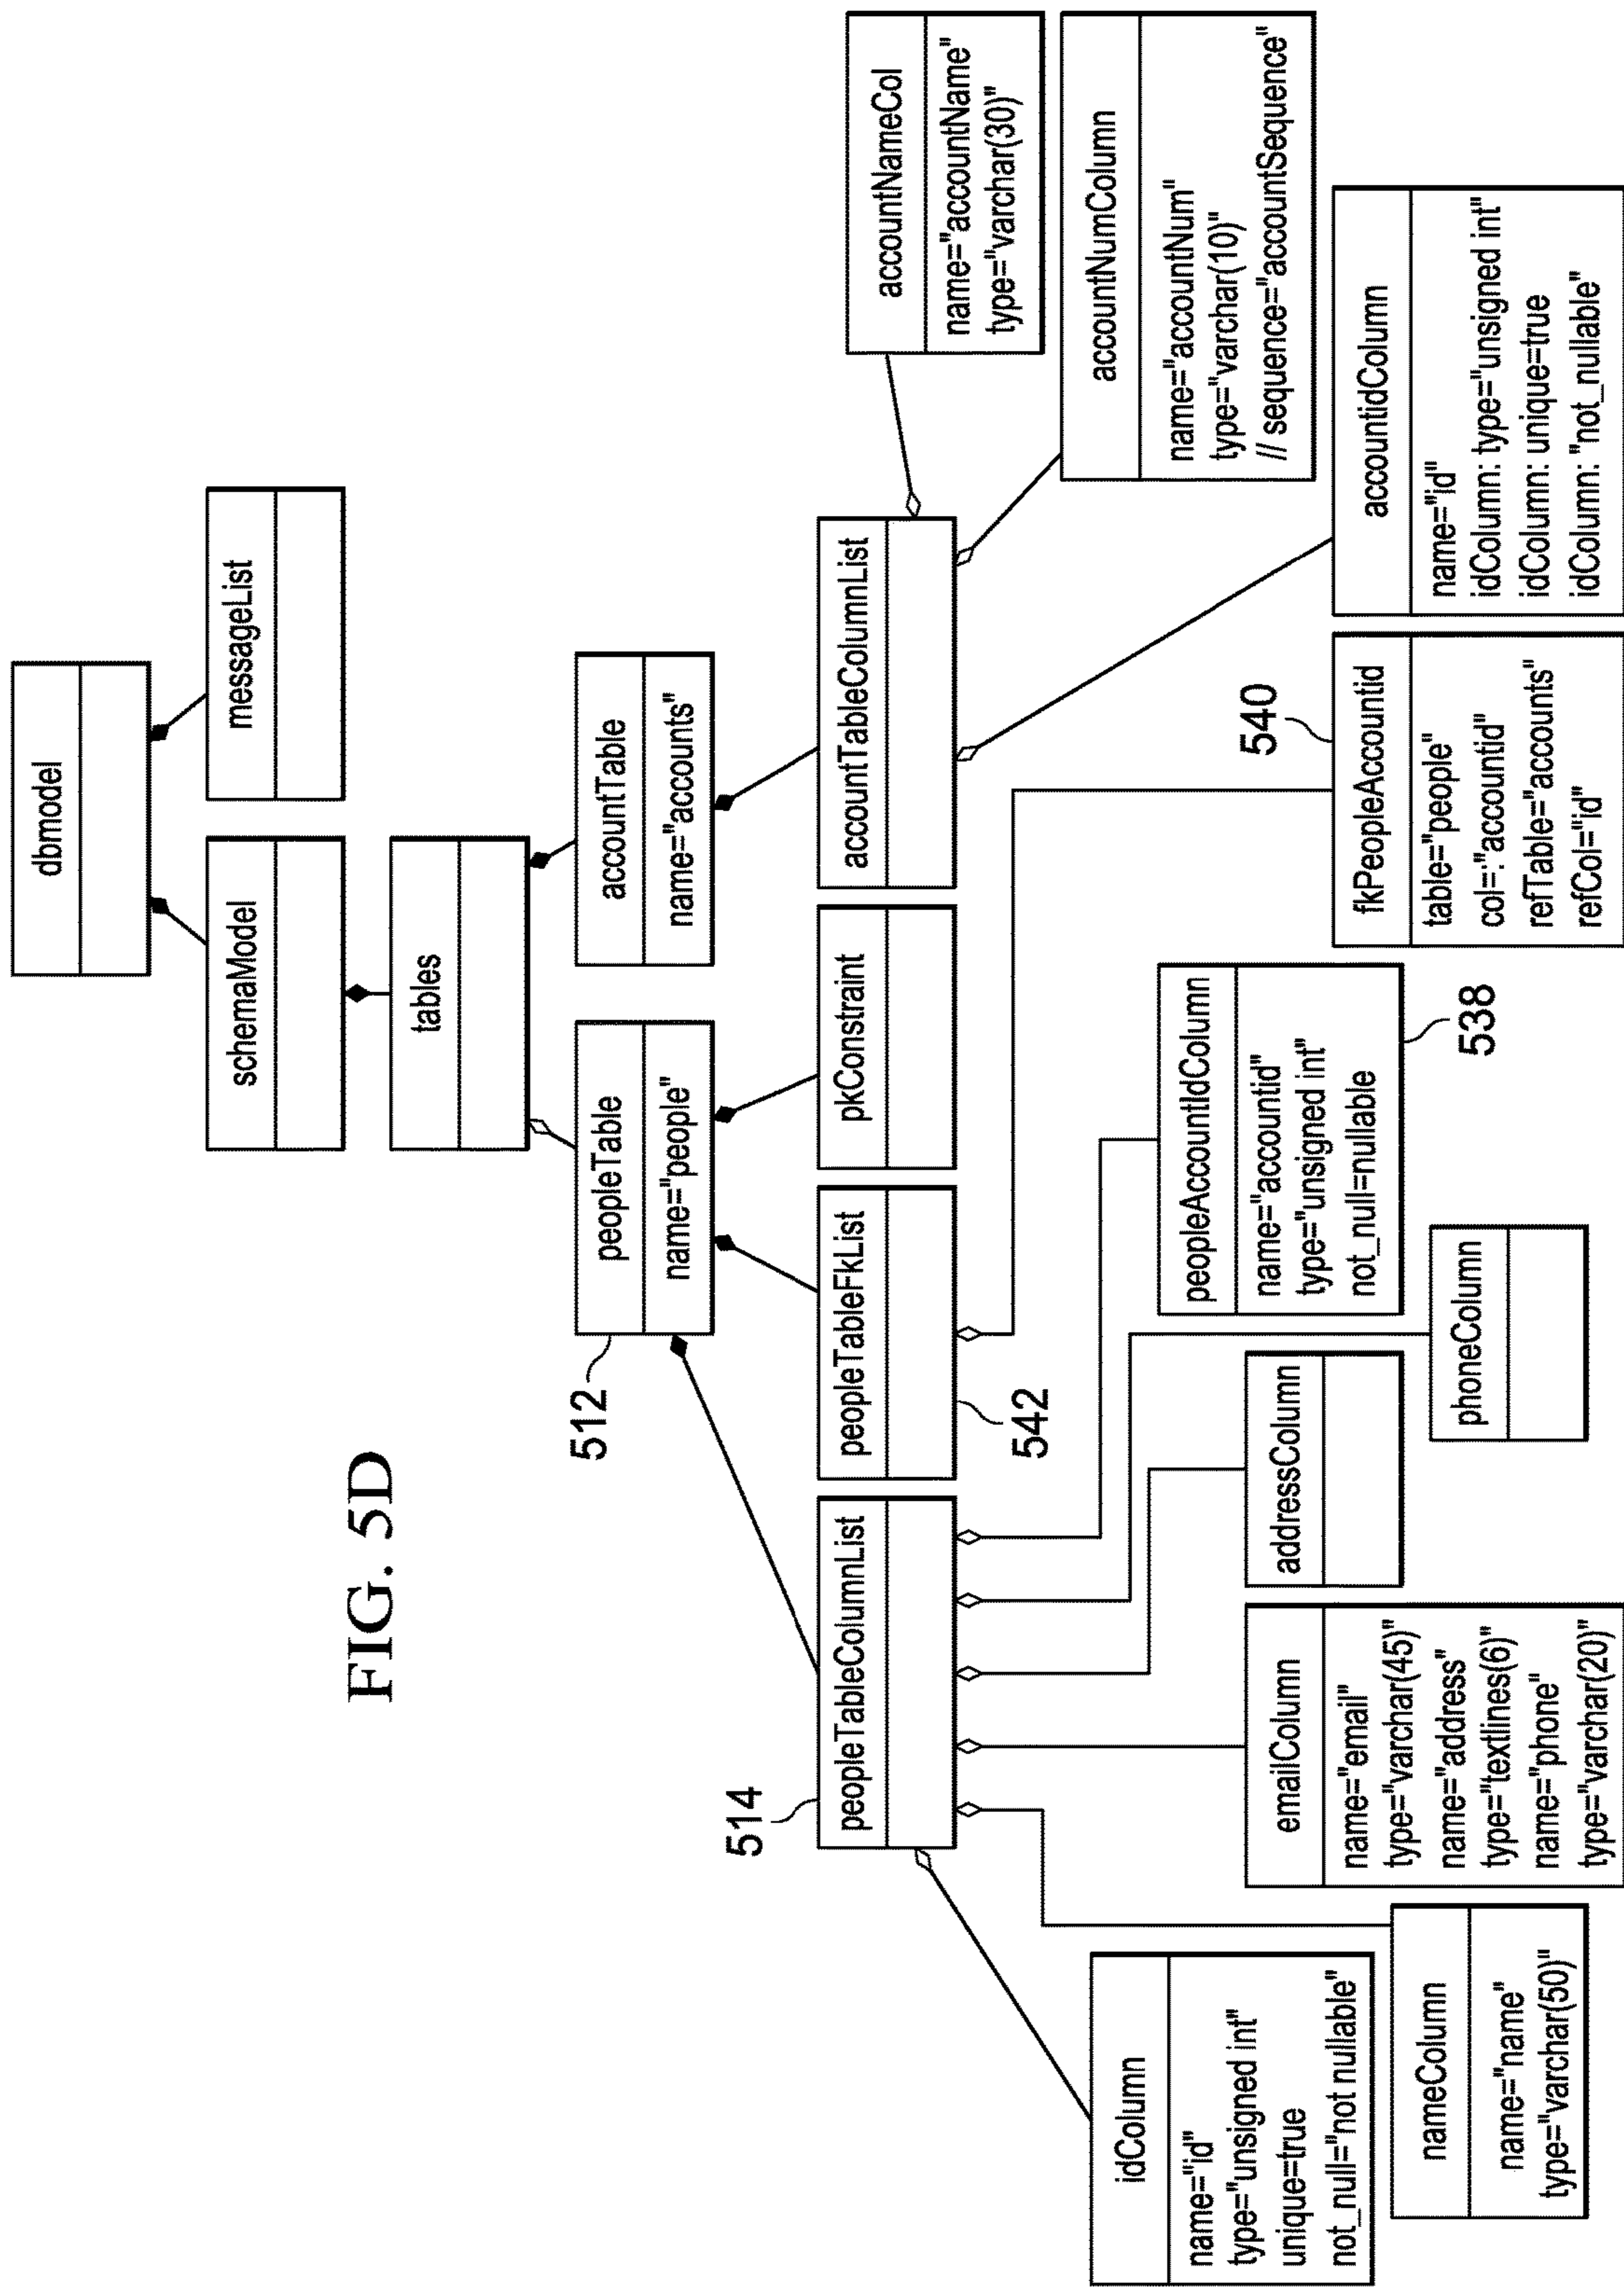 FIG. 5D
dbmodel
schemaModel
messageList
tables
512
peopleTable
name="people"
accountTable
name="accounts"
514
peopleTableColumnList
peopleTableFkList
542
pkConstraint
accountTableColumnList
accountNameCol
name="accountName"
type="varchar(30)"
accountNumColumn
name="accountNum"
type="varchar(10)"
// sequence="accountSequence"
idColumn
name="id"
type="unsigned int"
unique=true
not_null="not nullable"
nameColumn
name="name"
type="varchar(50)"
emailColumn
name="email"
type="varchar(45)"
name="address"
type="textlines(6)"
name="phone"
type="varchar(20)"
addressColumn
phoneColumn
peopleAccountIdColumn
name="accountid"
type="unsigned int"
not_null=nullable
538
540
fkPeopleAccountid
table="people"
col=:"accountid"
refTable="accounts"
refCol="id"
accountidColumn
name="id"
idColumn: type="unsigned int"
idColumn: unique=true
idColumn: "not_nullable"